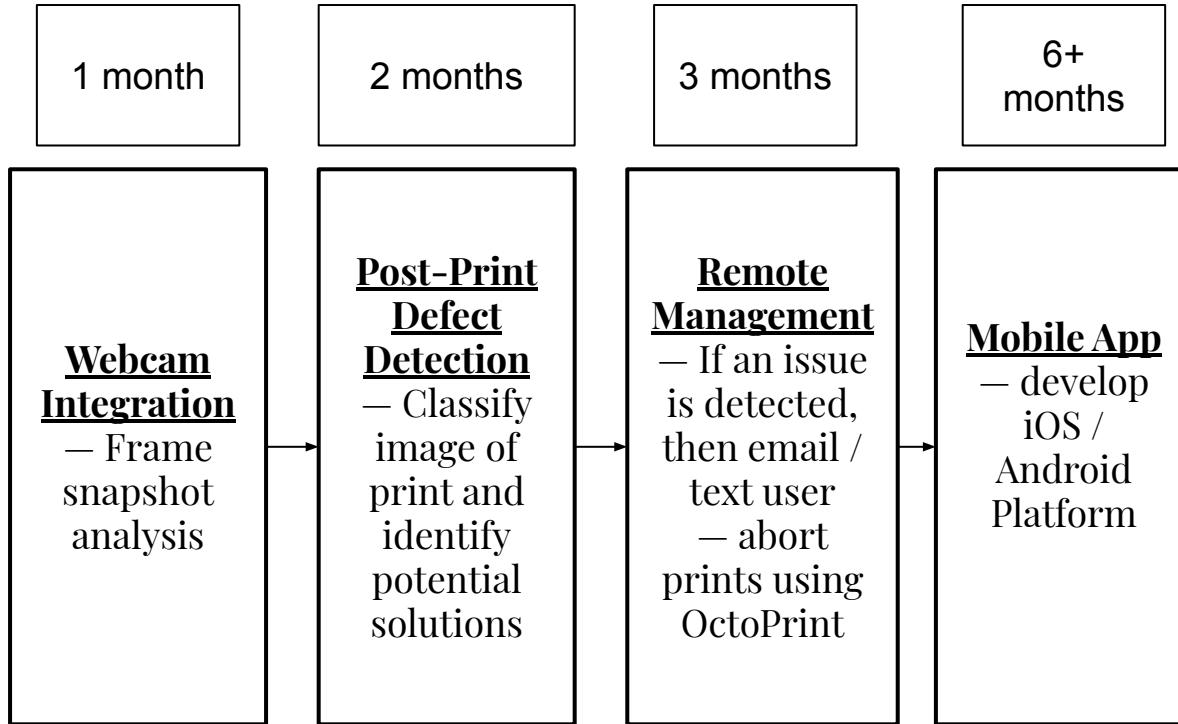 1 month
2 months
3 months
6+
months
Webcam
Integration
— Frame
snapshot
analysis
Post-Print
Defect
Detection
— Classify
image of
print and
identify
potential
solutions
Remote
Management
— If an issue
is detected,
then email /
text user
— abort
prints using
OctoPrint
Mobile App
— develop
iOS /
Android
Platform